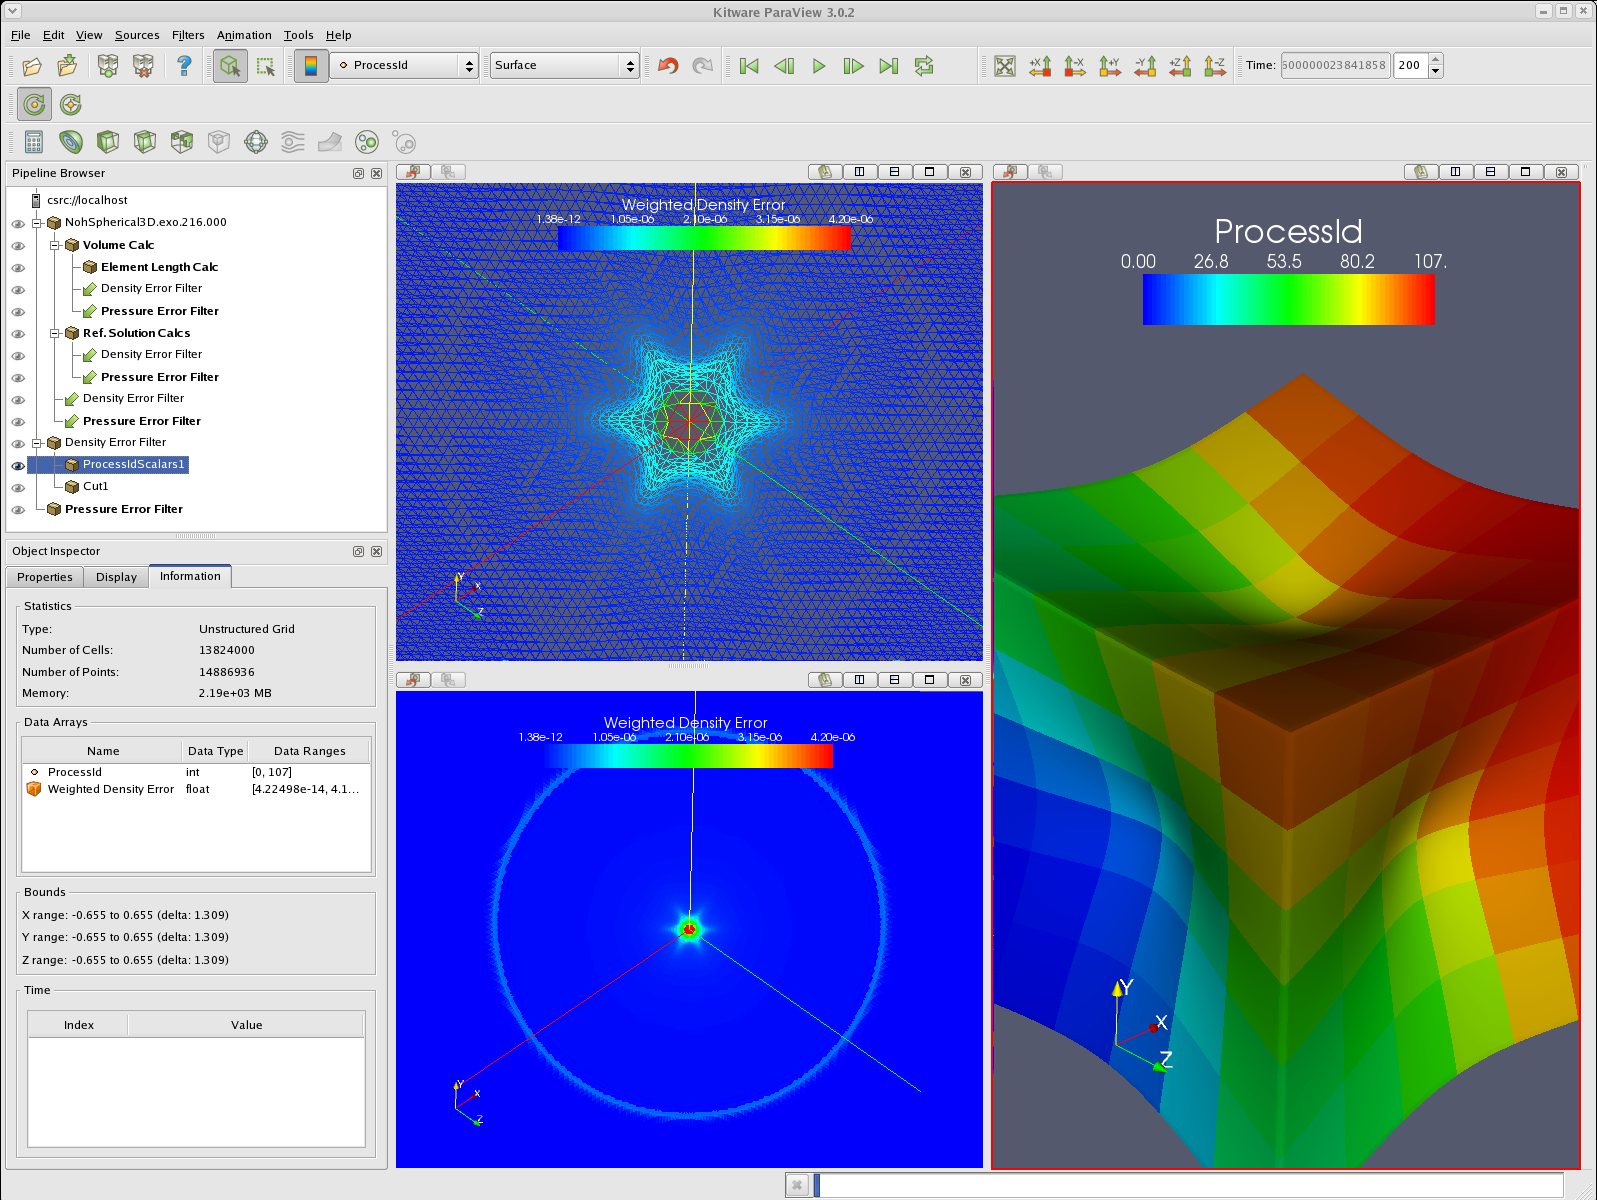 Kitware ParaView 3.0.2
File Edit View Sources Filters Animation Tools Help
ProcessId Surface Time: 500000023841858 200
Pipeline Browser
csrc://localhost
NohSpherical3D.exo.216.000
Volume Calc
Element Length Calc
Density Error Filter
Pressure Error Filter
Ref. Solution Calcs
Density Error Filter
Pressure Error Filter
Density Error Filter
Pressure Error Filter
Density Error Filter
ProcessIdScalars1
Cut1
Pressure Error Filter
Object Inspector
Properties Display Information
Statistics
Type: Unstructured Grid
Number of Cells: 13824000
Number of Points: 14886936
Memory: 2.19e+03 MB
Data Arrays
Name Data Type Data Ranges
ProcessId int [0, 107]
Weighted Density Error float [4.22498e-14, 4.1...
Bounds
X range: -0.655 to 0.655 (delta: 1.309)
Y range: -0.655 to 0.655 (delta: 1.309)
Z range: -0.655 to 0.655 (delta: 1.309)
Time
Index Value
Weighted Density Error
1.38e-12 1.05e-06 2.10e-06 3.15e-06 4.20e-06
Y
X
Z
Weighted Density Error
1.38e-12 1.05e-06 2.10e-06 3.15e-06 4.20e-06
Y
X
Z
ProcessId
0.00 26.8 53.5 80.2 107.
Y
X
Z